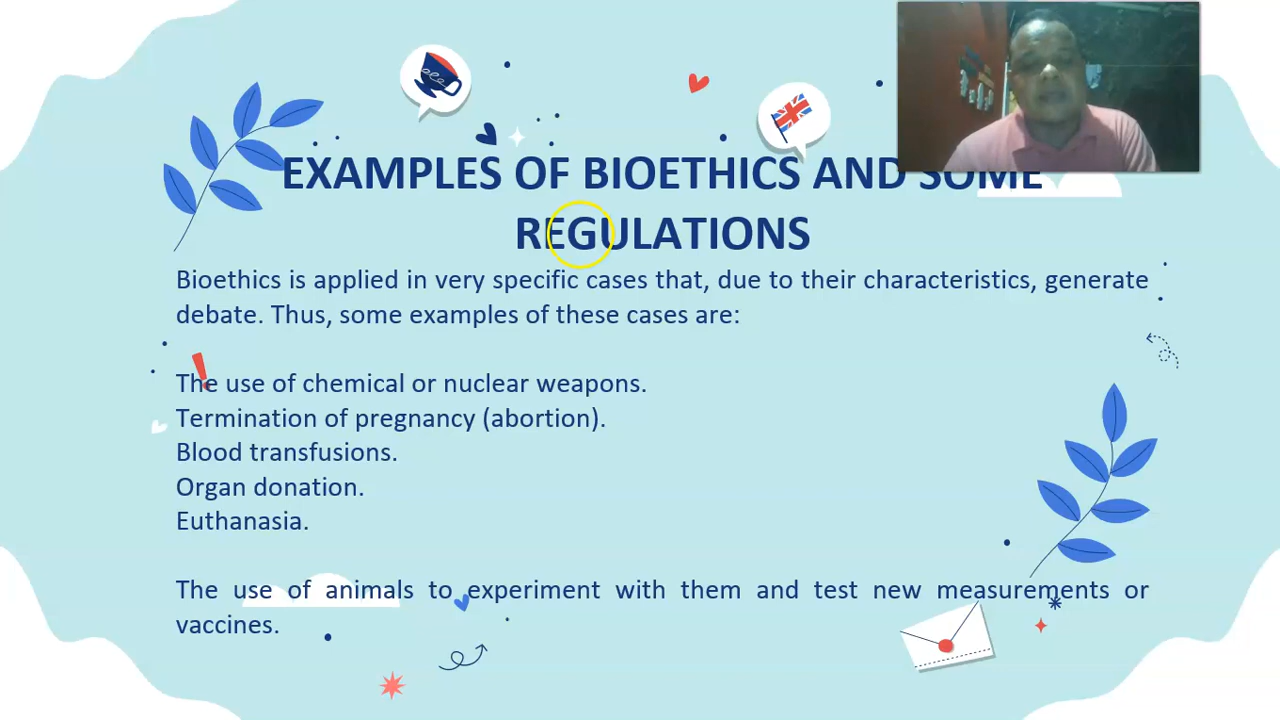 EXAMPLES OF BIOETHICS AND SOME
REGULATIONS
Bioethics is applied in very specific cases that, due to their characteristics, generate
debate. Thus, some examples of these cases are:
The use of chemical or nuclear weapons.
Termination of pregnancy (abortion).
Blood transfusions.
Organ donation.
Euthanasia.
The use of animals to experiment with them and test new measurements or
vaccines.